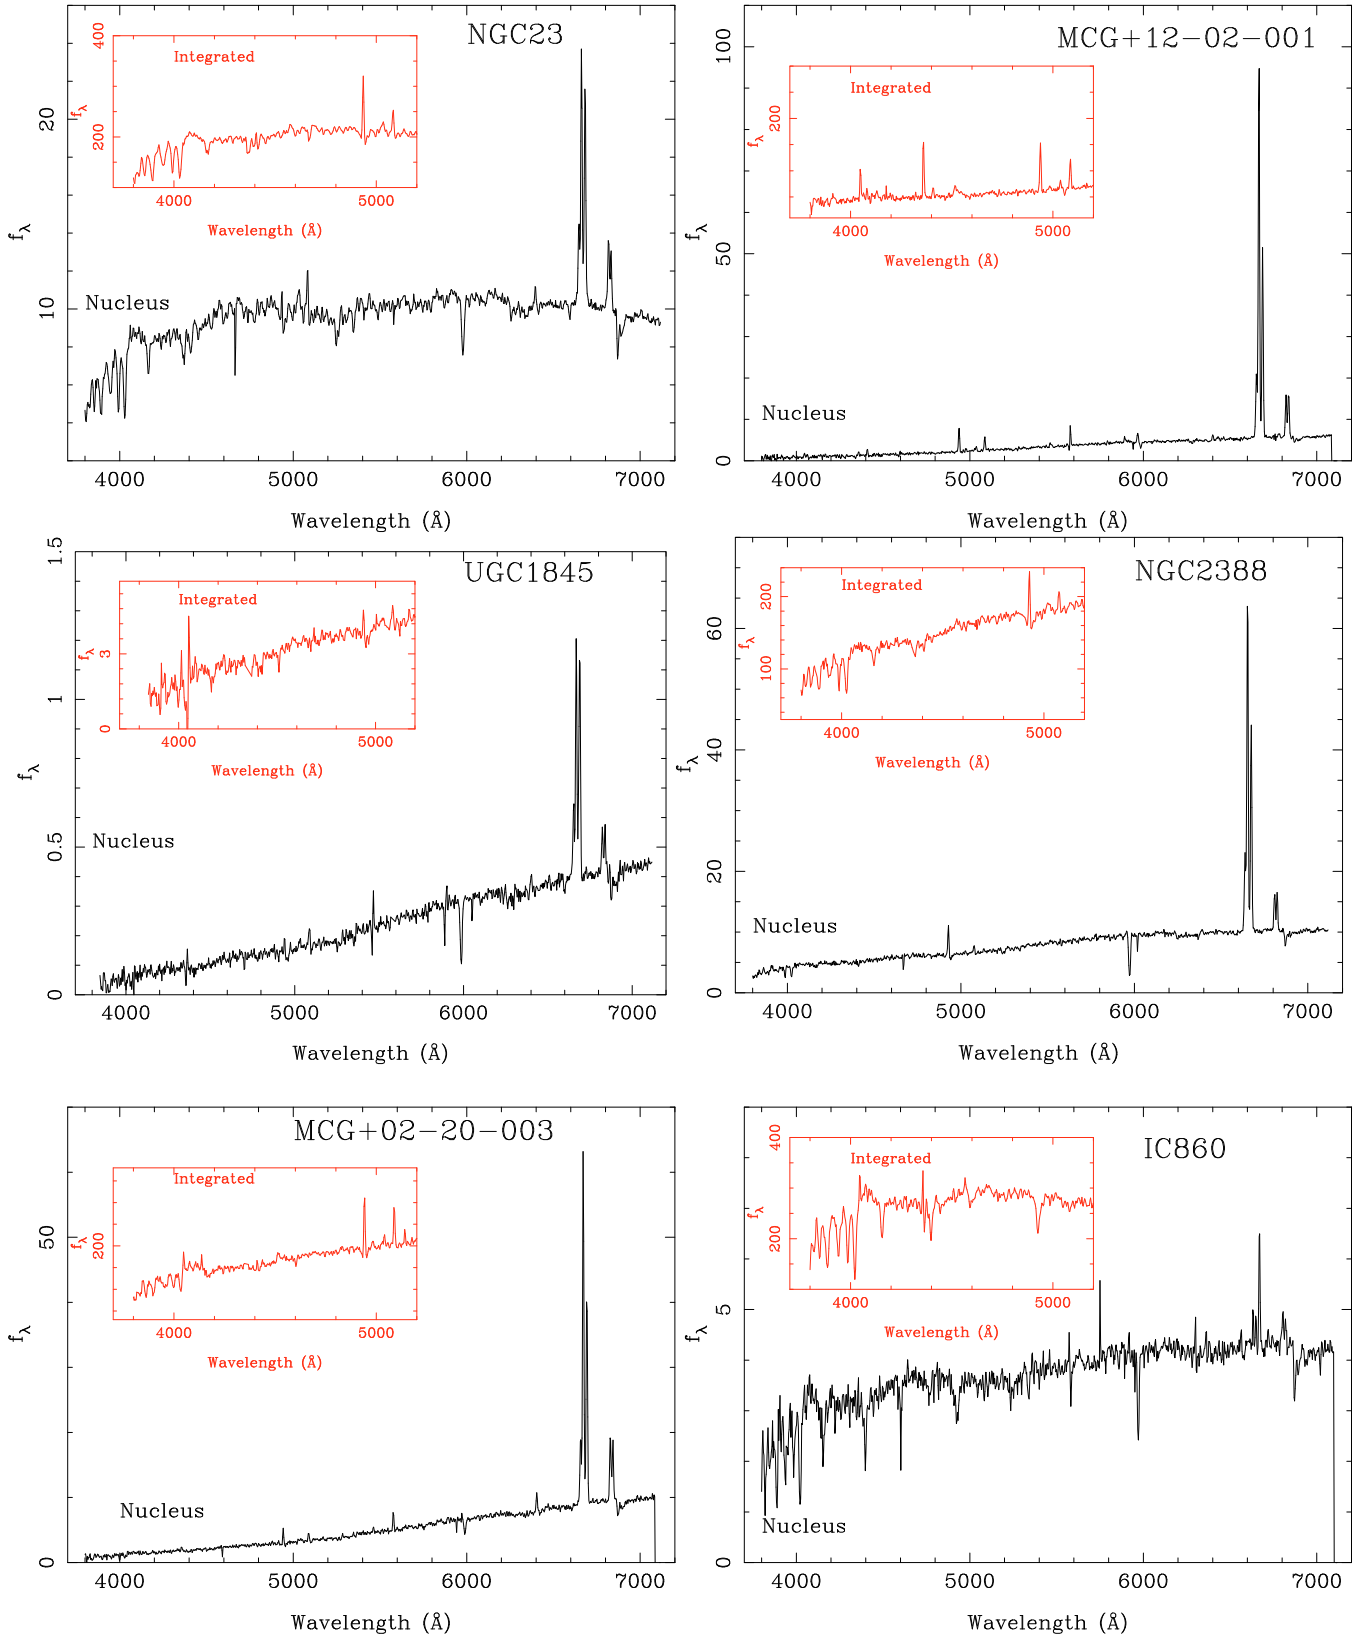 NGC23
Integrated
400
200
fλ
4000 5000
Wavelength (Å)
Nucleus
20
10
fλ
4000 5000 6000 7000
Wavelength (Å)
MCG+12-02-001
Integrated
200
fλ
4000 5000
Wavelength (Å)
Nucleus
100
50
0
fλ
4000 5000 6000 7000
Wavelength (Å)
UGC1845
Integrated
3
0
fλ
4000 5000
Wavelength (Å)
Nucleus
1.5
1
0.5
0
fλ
4000 5000 6000 7000
Wavelength (Å)
NGC2388
Integrated
200
100
fλ
4000 5000
Wavelength (Å)
Nucleus
60
40
20
0
fλ
4000 5000 6000 7000
Wavelength (Å)
MCG+02-20-003
Integrated
200
fλ
4000 5000
Wavelength (Å)
Nucleus
50
0
fλ
4000 5000 6000 7000
Wavelength (Å)
IC860
Integrated
400
200
fλ
4000 5000
Wavelength (Å)
Nucleus
5
0
fλ
4000 5000 6000 7000
Wavelength (Å)